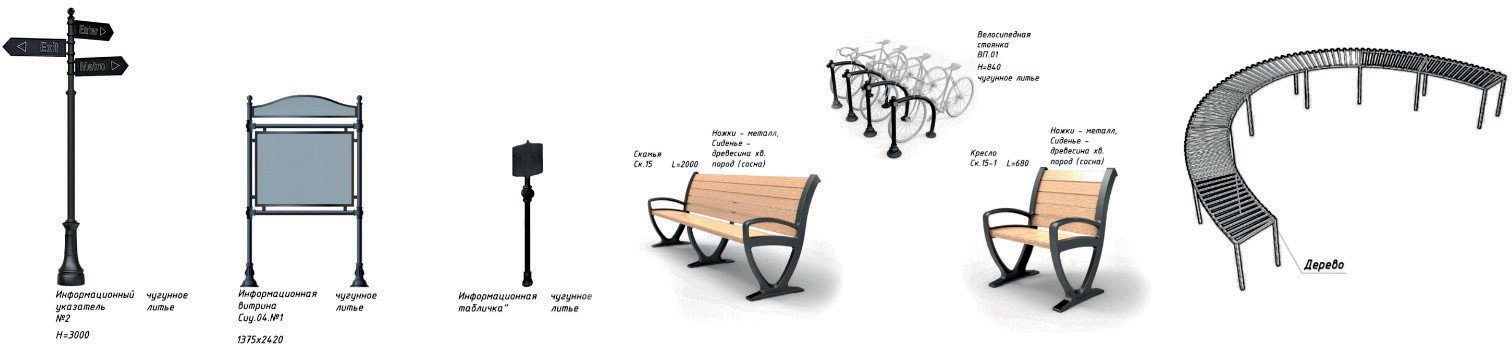 Enter
Exit
Metro
Информационный чугунное
указатель литье
№2
Н=3000
Информационная чугунное
витрина литье
Сиу.04.№1
1375х2420
Информационная чугунное
табличка" литье
Скамья
Ск.15 L=2000
Ножки - металл,
Сиденье -
древесина хв.
пород (сосна)
Велосипедная
стоянка
ВП.01
Н=840
чугунное литье
Кресло
Ск.15-1 L=680
Ножки - металл,
Сиденье -
древесина хв.
пород (сосна)
Дерево